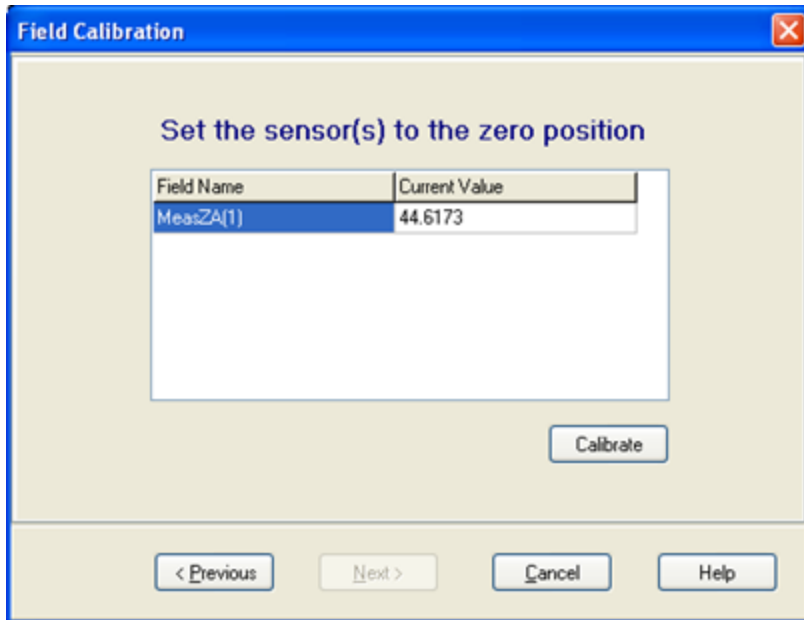 Field Calibration
Set the sensor(s) to the zero position
Field Name Current Value
MeasZA(1) 44.6173
Calibrate
< Previous Next > Cancel Help